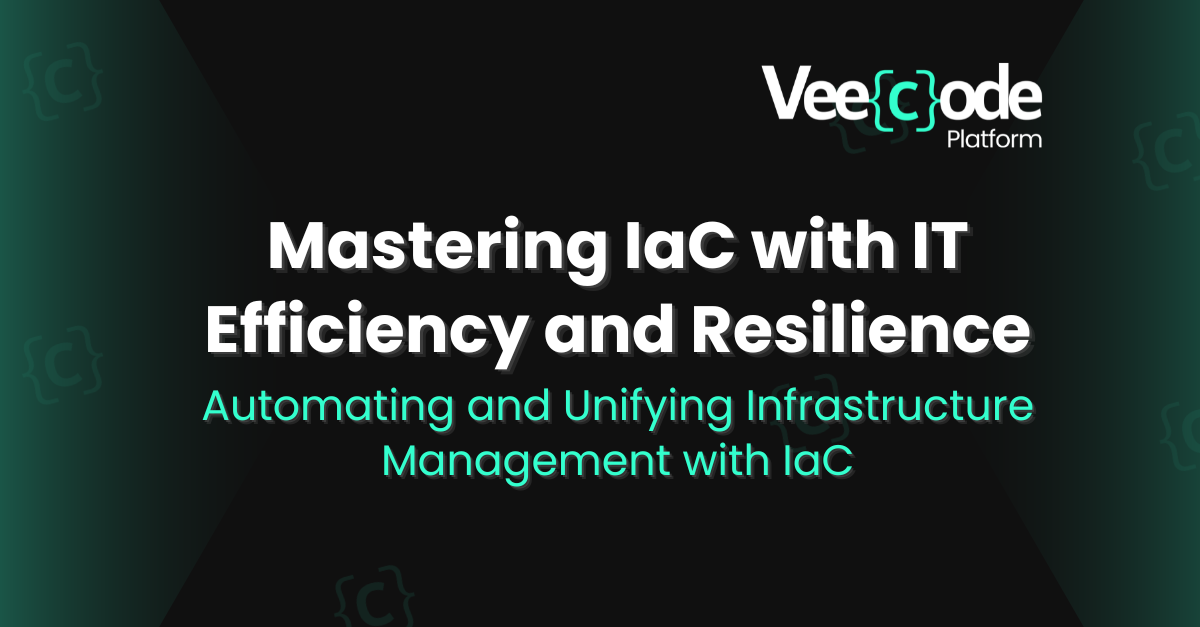 Vee{c}ode
Platform
Mastering IaC with IT
Efficiency and Resilience
Automating and Unifying Infrastructure
Management with IaC
{c}
{c}
{c}
{c}
{c}
{c}